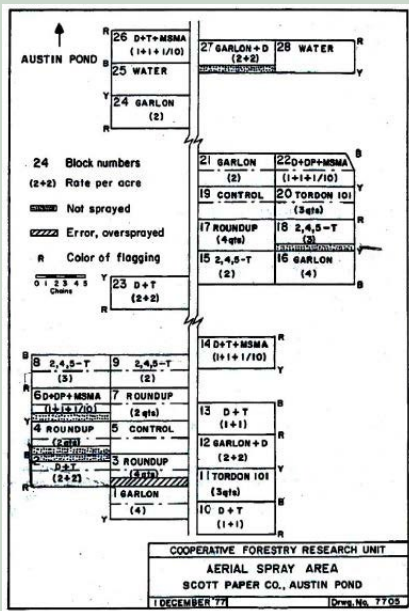 AUSTIN POND
26 D+T+MSMA
(1+1+1/10)
25 WATER
24 GARLON
(2)
27 GARLON+D
(2+2)
28 WATER
24 Block numbers
(2+2) Rate per acre
Not sprayed
Error, oversprayed
R Color of flagging
0 1 2 3 4 5
Chains
21 GARLON
(2)
22 D+DP+MSMA
(1+1+1/10)
19 CONTROL
20 TORDON 101
(3qts)
17 ROUNDUP
(4qts)
18 2,4,5-T
(3)
15 2,4,5-T
(2)
16 GARLON
(4)
23 D+T
(2+2)
14 D+T+MSMA
(1+1+1/10)
8 2,4,5-T
(3)
9 2,4,5-T
(2)
6 D+DP+MSMA
(1+1+1/10)
7 ROUNDUP
(2qts)
4 ROUNDUP
(2qts)
5 CONTROL
2
D+T
(2+2)
3 ROUNDUP
(4qts)
1 GARLON
(4)
13 D+T
(1+1)
12 GARLON+D
(2+2)
11 TORDON 101
(3qts)
10 D+T
(1+1)
R
B
Y
R
R
Y
B
Y
R
Y
B
Y
R
R
Y
B
R
B
Y
B
R
Y
B
R
COOPERATIVE FORESTRY RESEARCH UNIT
AERIAL SPRAY AREA
SCOTT PAPER CO., AUSTIN POND
1 DECEMBER '77
Drwg. No. 7705